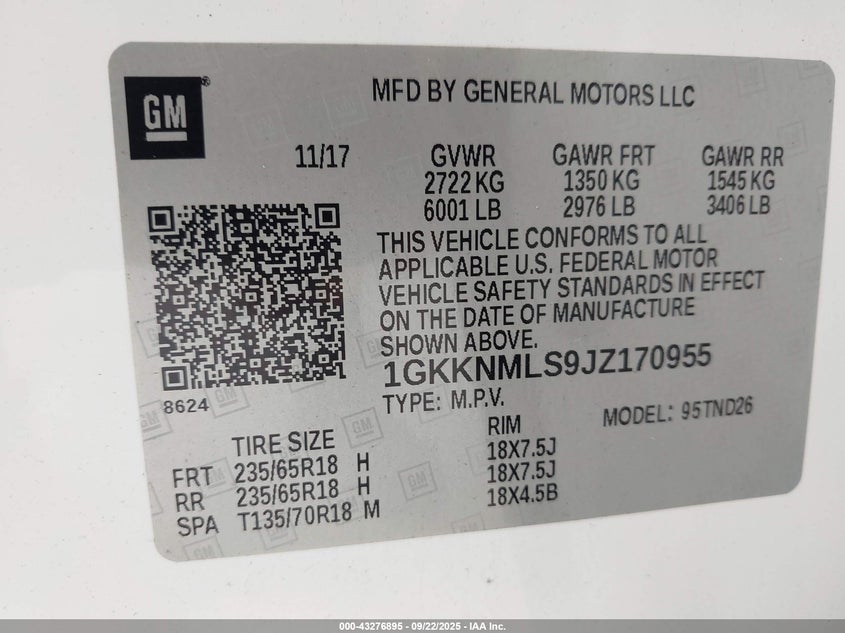 GM ®
MFD BY GENERAL MOTORS LLC
11/17 GVWR GAWR FRT GAWR RR
2722 KG 1350 KG 1545 KG
6001 LB 2976 LB 3406 LB
THIS VEHICLE CONFORMS TO ALL
APPLICABLE U.S. FEDERAL MOTOR
VEHICLE SAFETY STANDARDS IN EFFECT
ON THE DATE OF MANUFACTURE
SHOWN ABOVE.
1GKKNMLS9JZ170955
8624
TYPE: M.P.V. MODEL: 95TND26
TIRE SIZE RIM
FRT 235/65R18 H 18X7.5J
RR 235/65R18 H 18X7.5J
SPA T135/70R18 M 18X4.5B
000-43276895 - 09/22/2025 - IAA Inc.